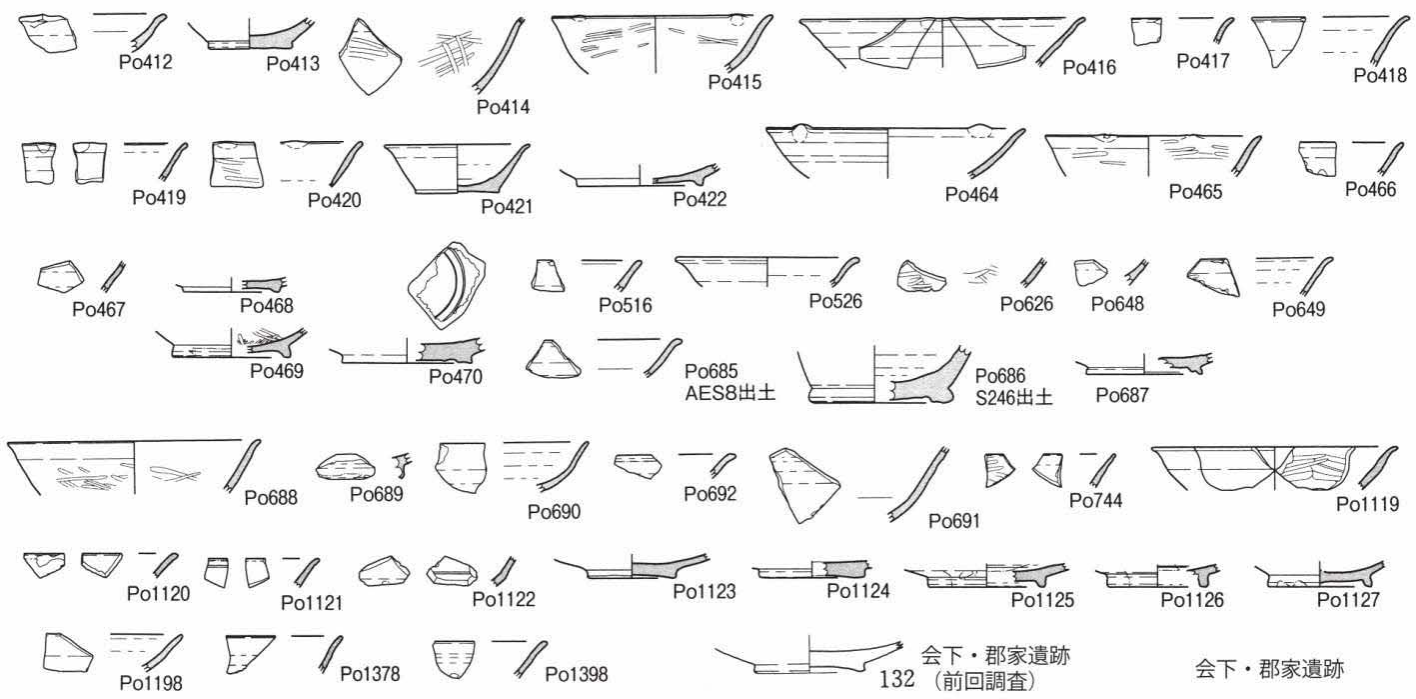 Po412
Po413
Po414
Po415
Po416
Po417
Po418
Po419
Po420
Po421
Po422
Po464
Po465
Po466
Po467
Po468
Po516
Po526
Po626
Po648
Po649
Po469
Po470
Po685
AES8出土
Po686
S246出土
Po687
Po688
Po689
Po690
Po692
Po691
Po744
Po1119
Po1120
Po1121
Po1122
Po1123
Po1124
Po1125
Po1126
Po1127
Po1198
Po1378
Po1398
132
会下・郡家遺跡
(前回調査)
会下・郡家遺跡